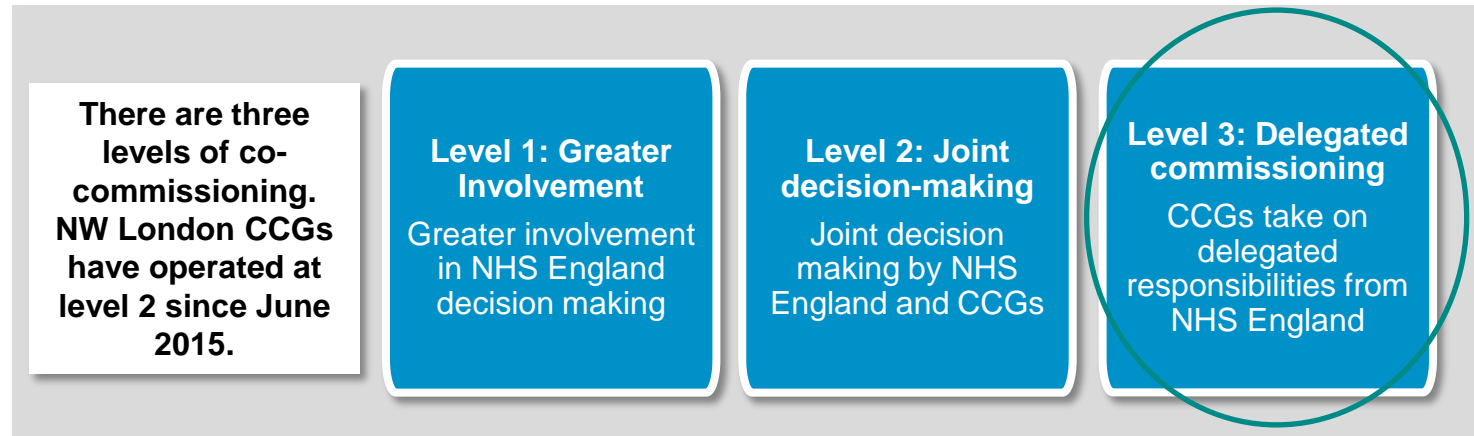 There are three
levels of co-
commissioning.
NW London CCGs
have operated at
level 2 since June
2015.
Level 1: Greater
Involvement
Greater involvement
in NHS England
decision making
Level 2: Joint
decision-making
Joint decision
making by NHS
England and CCGs
Level 3: Delegated
commissioning
CCGs take on
delegated
responsibilities from
NHS England